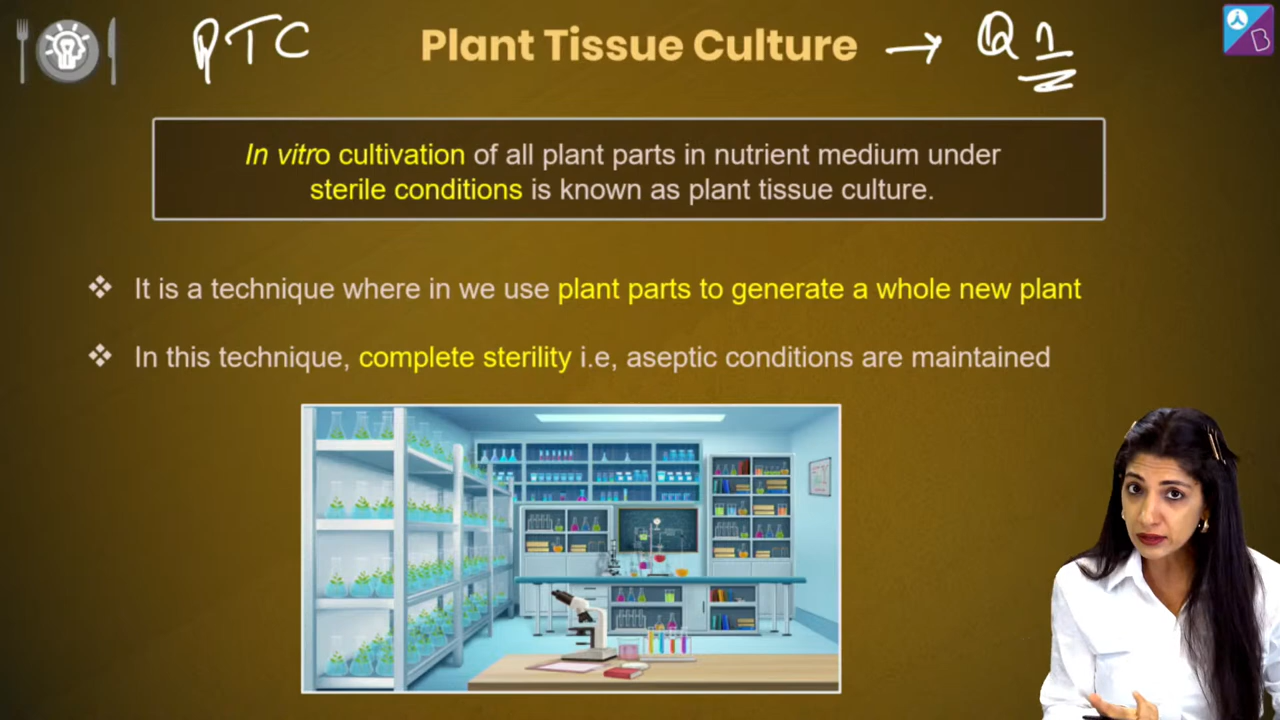 PTC Plant Tissue Culture → Q 1
In vitro cultivation of all plant parts in nutrient medium under
sterile conditions is known as plant tissue culture.
❖ It is a technique where in we use plant parts to generate a whole new plant
❖ In this technique, complete sterility i.e, aseptic conditions are maintained
B